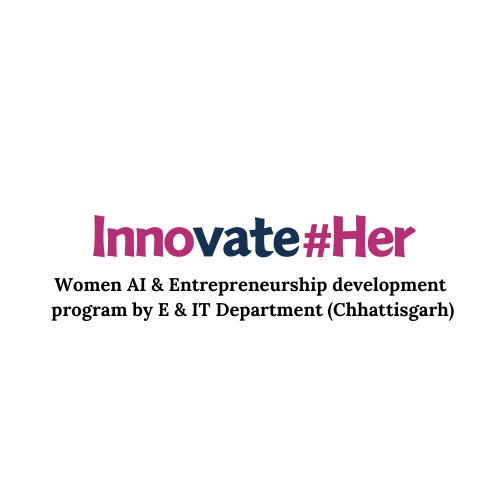 Innovate#Her
Women AI & Entrepreneurship development
program by E & IT Department (Chhattisgarh)